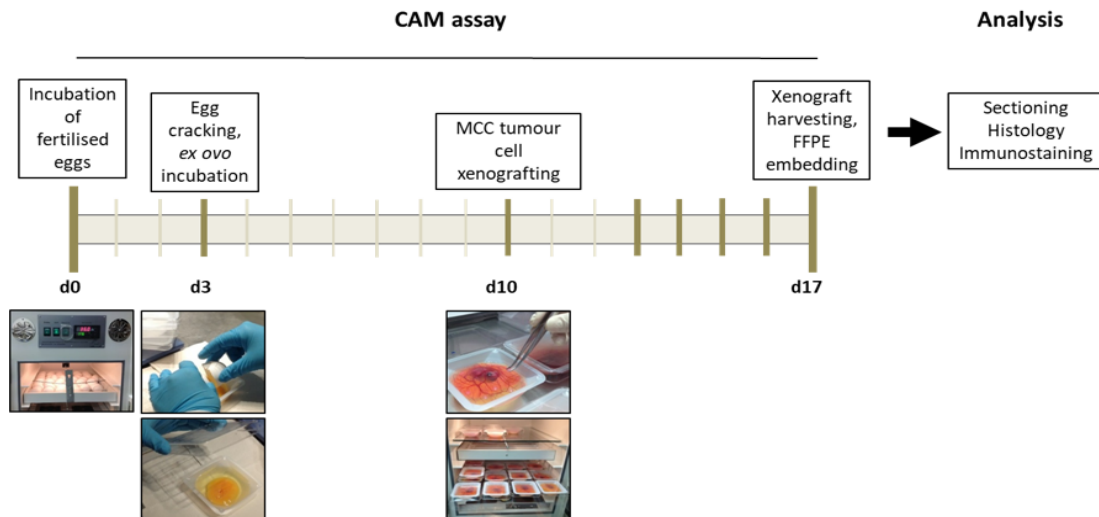 CAM assay
Analysis
Incubation
of
fertilised
eggs
Egg
cracking,
ex ovo
incubation
MCC tumour
cell
xenografting
Xenograft
harvesting,
FFPE
embedding
Sectioning
Histology
Immunostaining
d0
d3
d10
d17